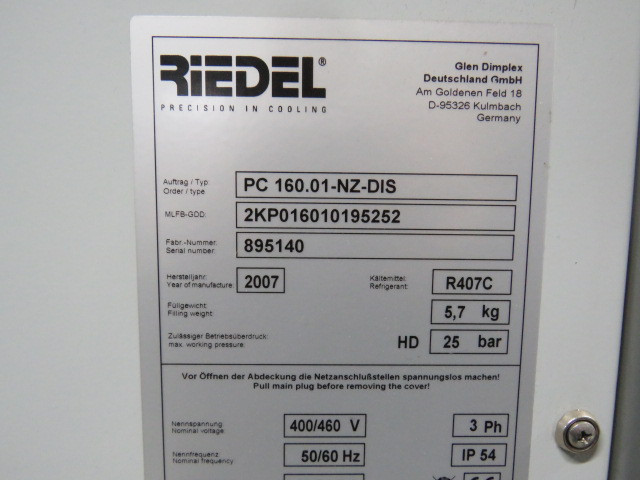 RIEDEL®
PRECISION IN COOLING
Glen Dimplex
Deutschland GmbH
Am Goldenen Feld 18
D-95326 Kulmbach
Germany
Auftrag / Typ:
Order / type
PC 160.01-NZ-DIS
MLFB-GDD:
2KP016010195252
Fabr.-Nummer:
Serial number:
895140
Herstelljahr:
Year of manufacture:
2007
Kältemittel:
Refrigerant:
R407C
Füllgewicht:
Filling weight:
5,7 kg
Zulässiger Betriebsüberdruck:
max. working pressure:
HD 25 bar
Vor Öffnen der Abdeckung die Netzanschlußstellen spannungslos machen!
Pull main plug before removing the cover!
Nennspannung
Nominal voltage:
400/460 V
3 Ph
Nennfrequenz
Nominal frequency
50/60 Hz
IP 54